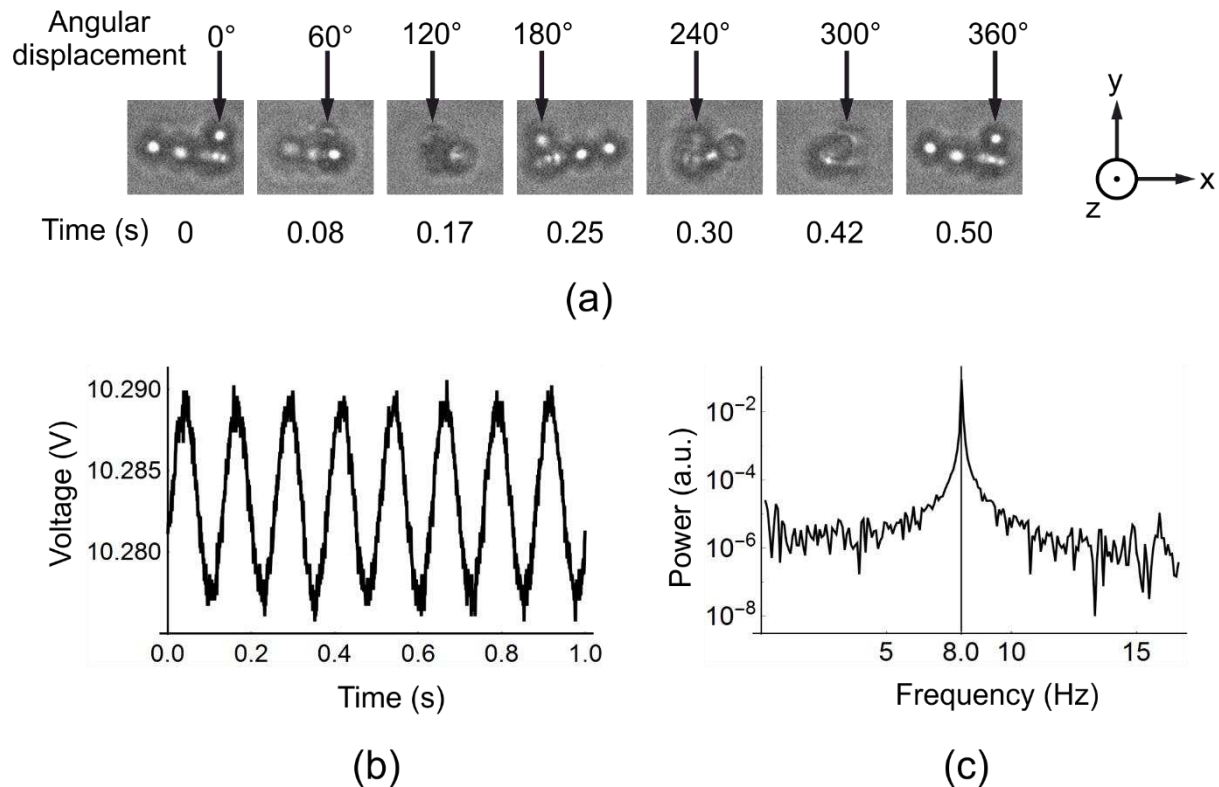 Angular
displacement
0° 60° 120° 180° 240° 300° 360°
y
x
z
Time (s) 0 0.08 0.17 0.25 0.30 0.42 0.50
(a)
10.290
10.285
10.280
Voltage (V)
0.0 0.2 0.4 0.6 0.8 1.0
Time (s)
(b)
10⁻²
10⁻⁴
10⁻⁶
10⁻⁸
Power (a.u.)
5 8.0 10 15
Frequency (Hz)
(c)